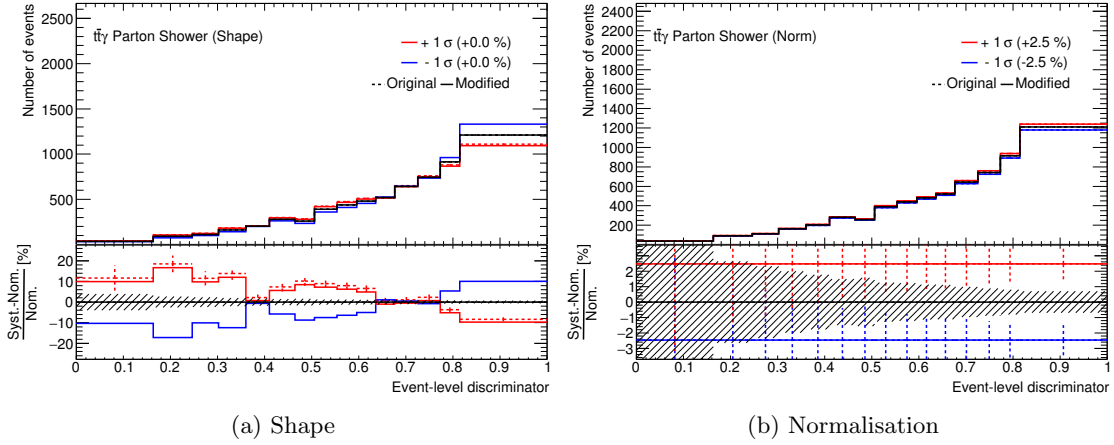 Number of events
2500
2000
1500
1000
500
tt̄γ Parton Shower (Shape)
+ 1 σ (+0.0 %)
- 1 σ (+0.0 %)
Original Modified
Syst.-Nom.
Nom.
[%]
20
10
0
−10
−20
0 0.1 0.2 0.3 0.4 0.5 0.6 0.7 0.8 0.9 1
Event-level discriminator
(a) Shape
Number of events
2400
2200
2000
1800
1600
1400
1200
1000
800
600
400
200
tt̄γ Parton Shower (Norm)
+ 1 σ (+2.5 %)
- 1 σ (-2.5 %)
Original Modified
Syst.-Nom.
Nom.
[%]
3
2
1
0
−1
−2
−3
0 0.1 0.2 0.3 0.4 0.5 0.6 0.7 0.8 0.9 1
Event-level discriminator
(b) Normalisation